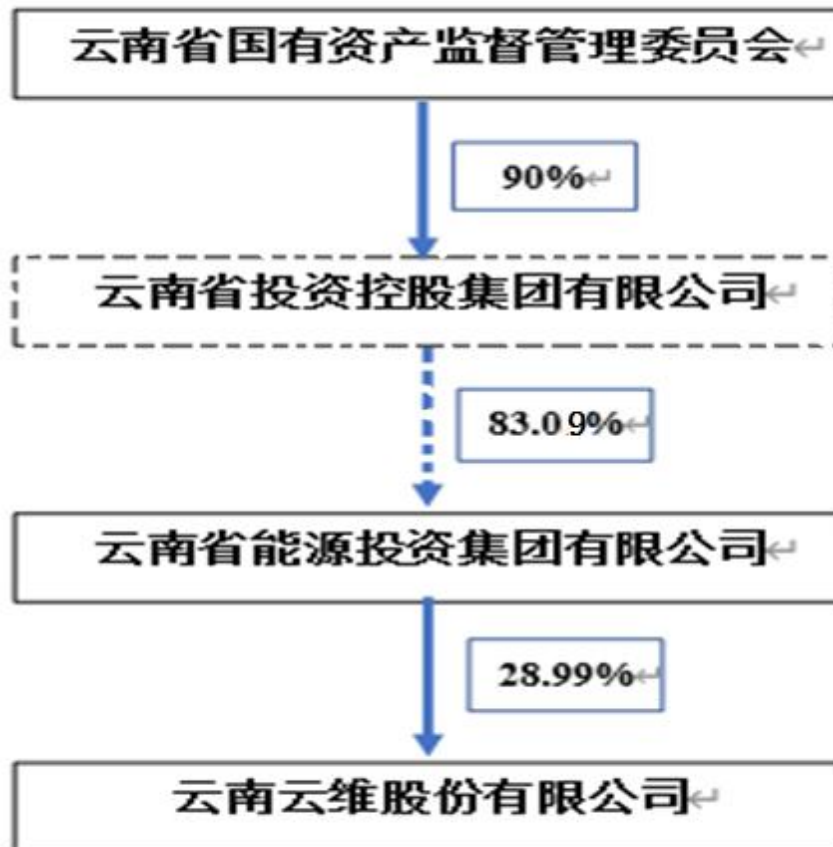 云南省国有资产监督管理委员会↵
90%↵
云南省投资控股集团有限公司↵
83.09%↵
云南省能源投资集团有限公司↵
28.99%↵
云南云维股份有限公司↵